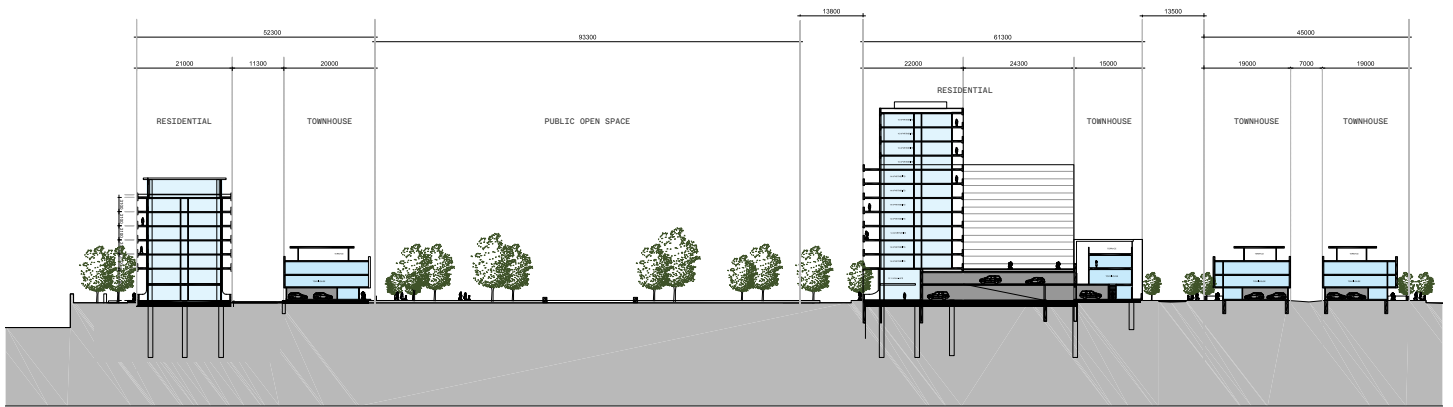 13800
13500
52300
93300
61300
45000
21000
11300
20000
22000
24300
15000
19000
7000
19000
RESIDENTIAL
RESIDENTIAL
TOWNHOUSE
PUBLIC OPEN SPACE
TOWNHOUSE
TOWNHOUSE
TOWNHOUSE